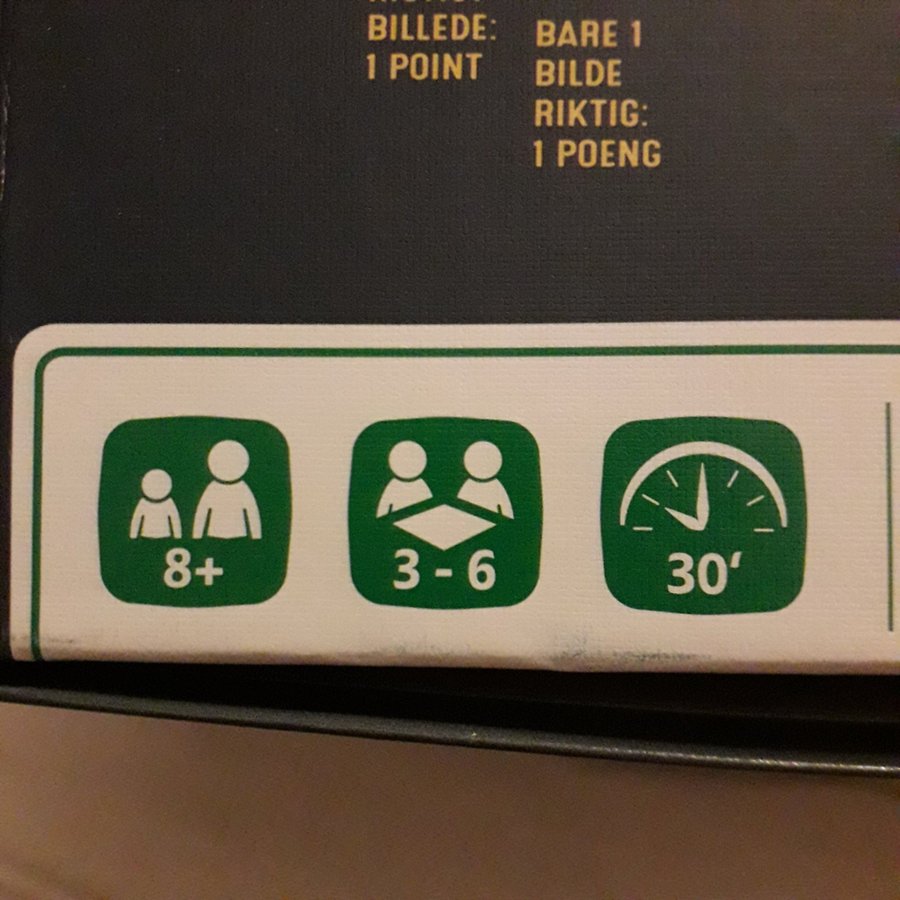 BILLEDE:
1 POINT
BARE 1
BILDE
RIKTIG:
1 POENG
8+
3 - 6
30‘